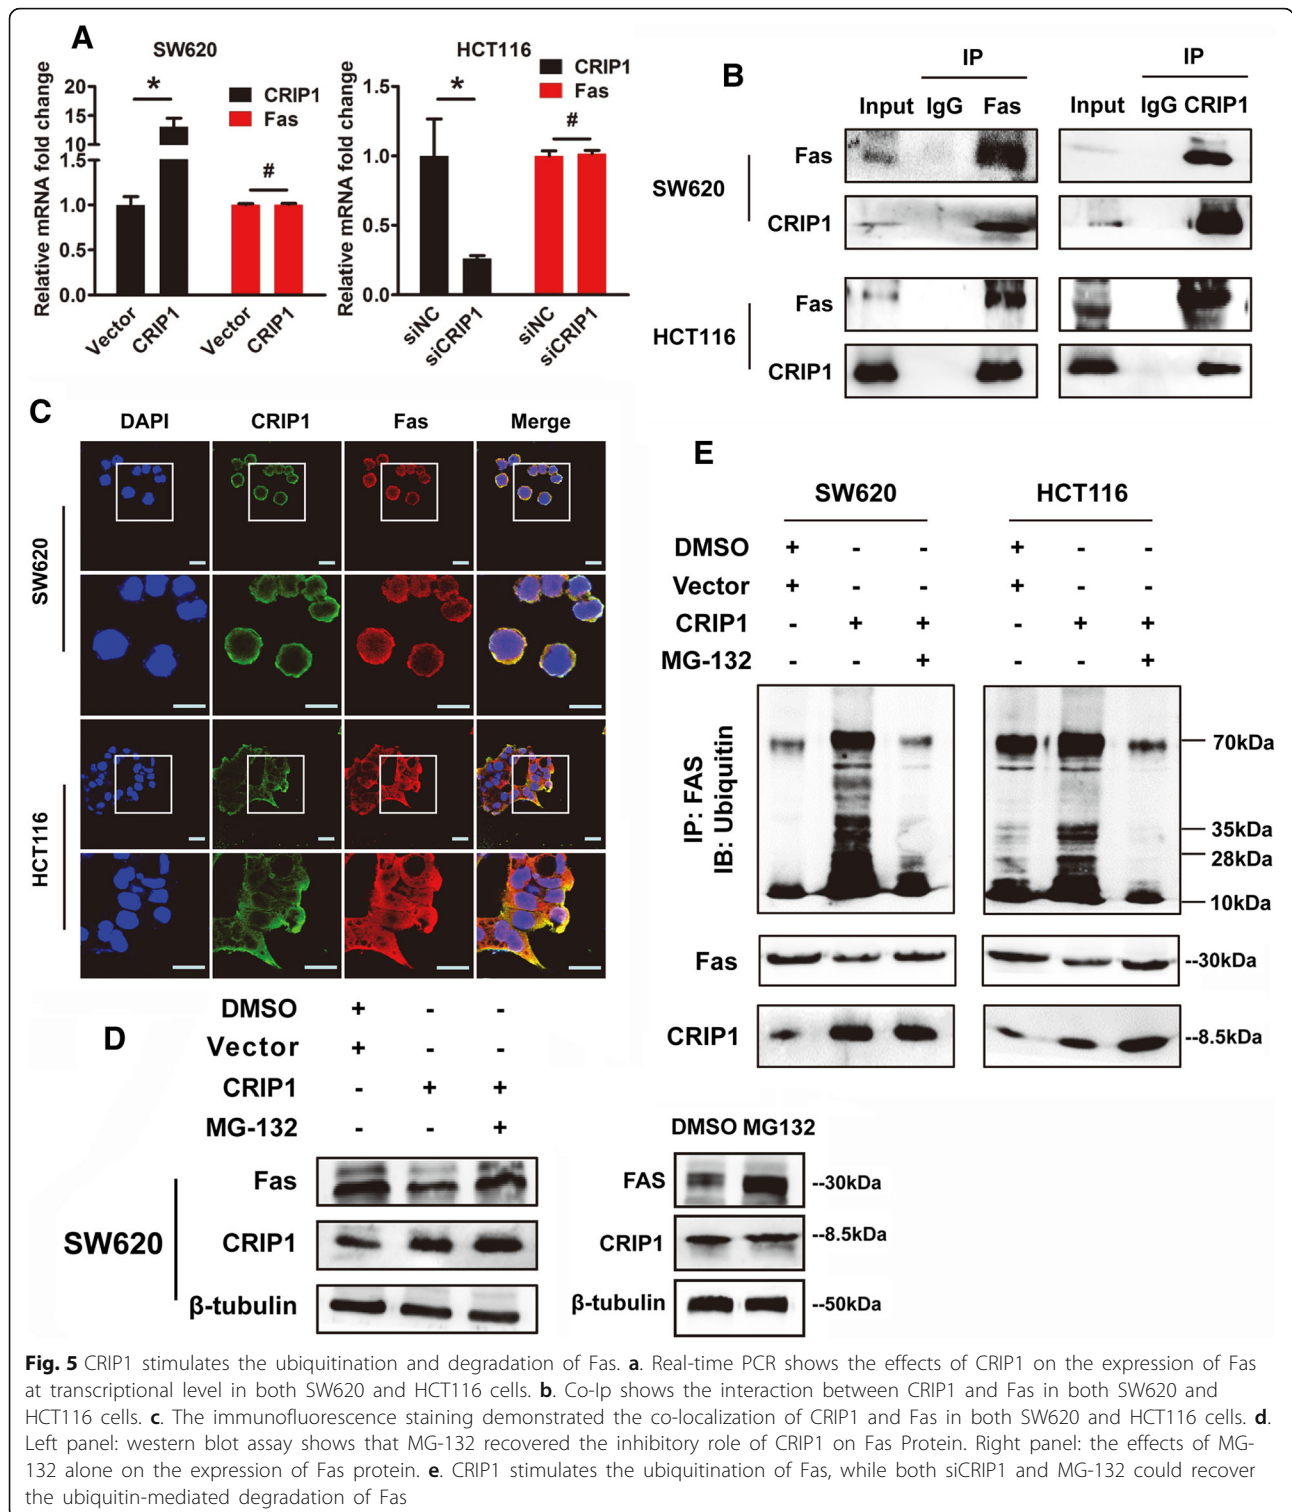 A
SW620
HCT116
Relative mRNA fold change
20
15
10
1.5
1.0
0.5
0.0
CRIP1
Fas
*
#
Vector
CRIP1
Vector
CRIP1
Relative mRNA fold change
1.5
1.0
0.5
0.0
CRIP1
Fas
*
#
siNC
siCRIP1
siNC
siCRIP1
B
IP IP
Input IgG Fas Input IgG CRIP1
SW620
Fas
CRIP1
HCT116
Fas
CRIP1
C
DAPI CRIP1 Fas Merge
SW620
HCT116
D
DMSO + - -
Vector + - -
CRIP1 - + +
MG-132 - - +
SW620
Fas
CRIP1
β-tubulin
DMSO MG132
FAS --30kDa
CRIP1 --8.5kDa
β-tubulin --50kDa
E
SW620 HCT116
DMSO + - - + - -
Vector + - - + - -
CRIP1 - + + - + +
MG-132 - - + - - +
IP: FAS
IB: Ubiquitin
70kDa
35kDa
28kDa
10kDa
Fas --30kDa
CRIP1 --8.5kDa
Fig. 5 CRIP1 stimulates the ubiquitination and degradation of Fas. a. Real-time PCR shows the effects of CRIP1 on the expression of Fas
at transcriptional level in both SW620 and HCT116 cells. b. Co-Ip shows the interaction between CRIP1 and Fas in both SW620 and
HCT116 cells. c. The immunofluorescence staining demonstrated the co-localization of CRIP1 and Fas in both SW620 and HCT116 cells. d.
Left panel: western blot assay shows that MG-132 recovered the inhibitory role of CRIP1 on Fas Protein. Right panel: the effects of MG-
132 alone on the expression of Fas protein. e. CRIP1 stimulates the ubiquitination of Fas, while both siCRIP1 and MG-132 could recover
the ubiquitin-mediated degradation of Fas